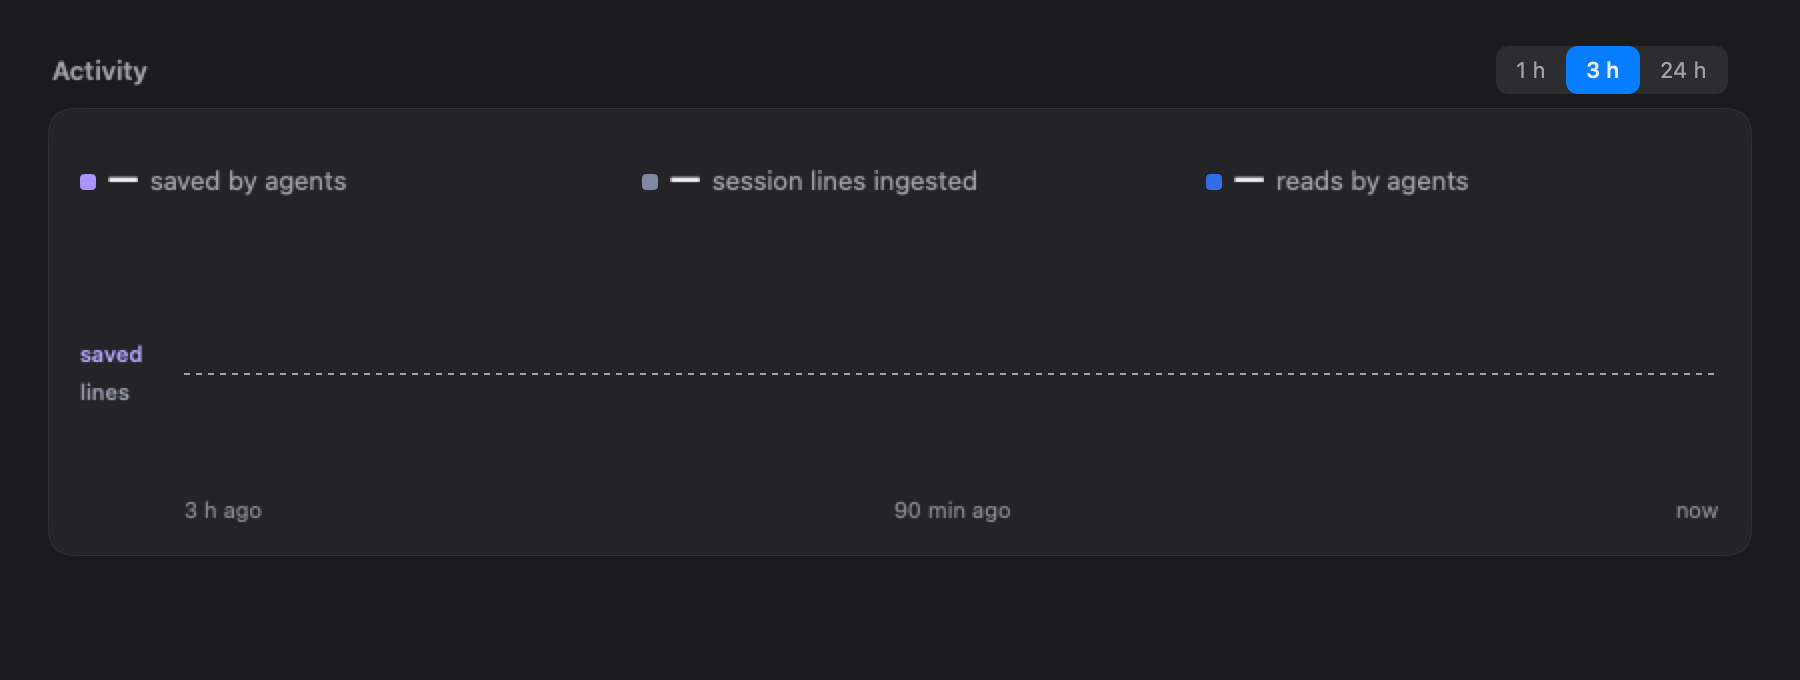 Activity
1 h 3 h 24 h
— saved by agents — session lines ingested — reads by agents
saved
lines
3 h ago 90 min ago now